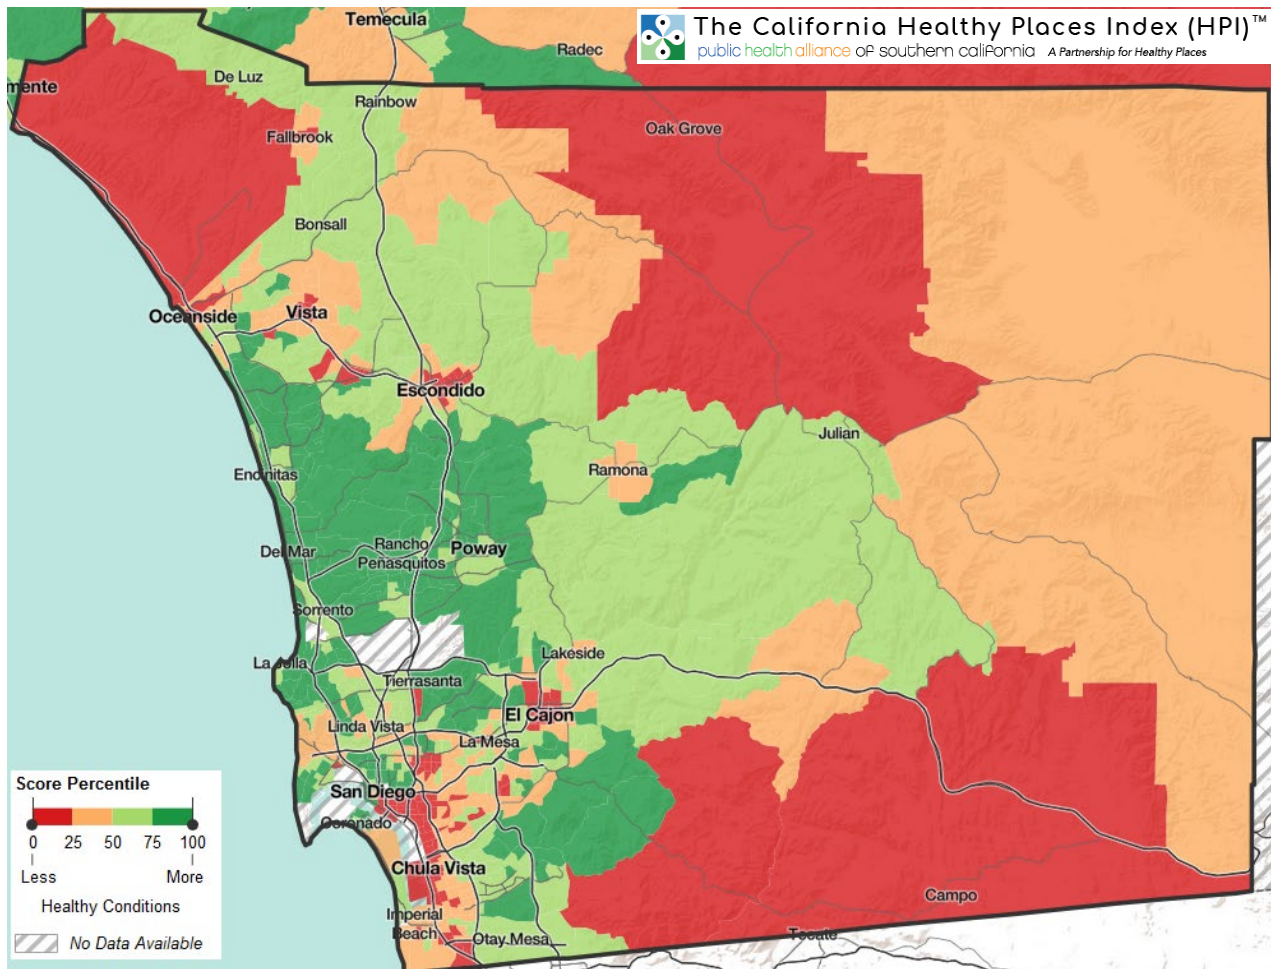 The California Healthy Places Index (HPI)™
public health alliance of southern california A Partnership for Healthy Places
Temecula
Radec
De Luz
mente
Rainbow
Oak Grove
Fallbrook
Bonsall
Oceanside
Vista
Escondido
Julian
Ramona
Encinitas
Rancho
Peñasquitos
Poway
Del Mar
Sorrento
La Jolla
Lakeside
Tierrasanta
El Cajon
Linda Vista
La Mesa
San Diego
Coronado
Chula Vista
Campo
Imperial
Beach
Otay Mesa
Tecate
Score Percentile
0 25 50 75 100
Less More
Healthy Conditions
No Data Available